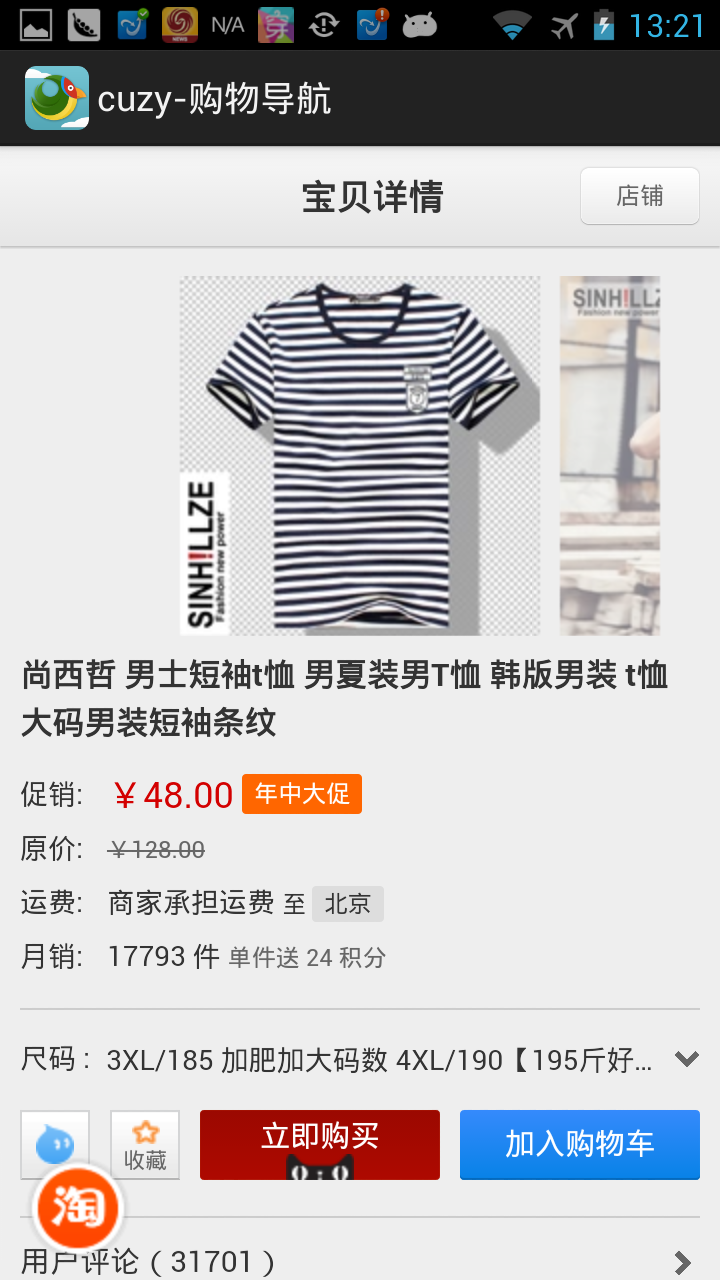 N/A
穿
13:21
cuzy-购物导航
宝贝详情
店铺
SINH!LLZE
Fashion new power
SINH!LLZ
Fashion new power
尚西哲 男士短袖t恤 男夏装男T恤 韩版男装 t恤
大码男装短袖条纹
促销: ￥48.00 年中大促
原价: ￥128.00
运费: 商家承担运费 至 北京
月销: 17793 件 单件送 24 积分
尺码 : 3XL/185 加肥加大码数 4XL/190【195斤好...
收藏
立即购买
加入购物车
淘
用户评论 ( 31701 )